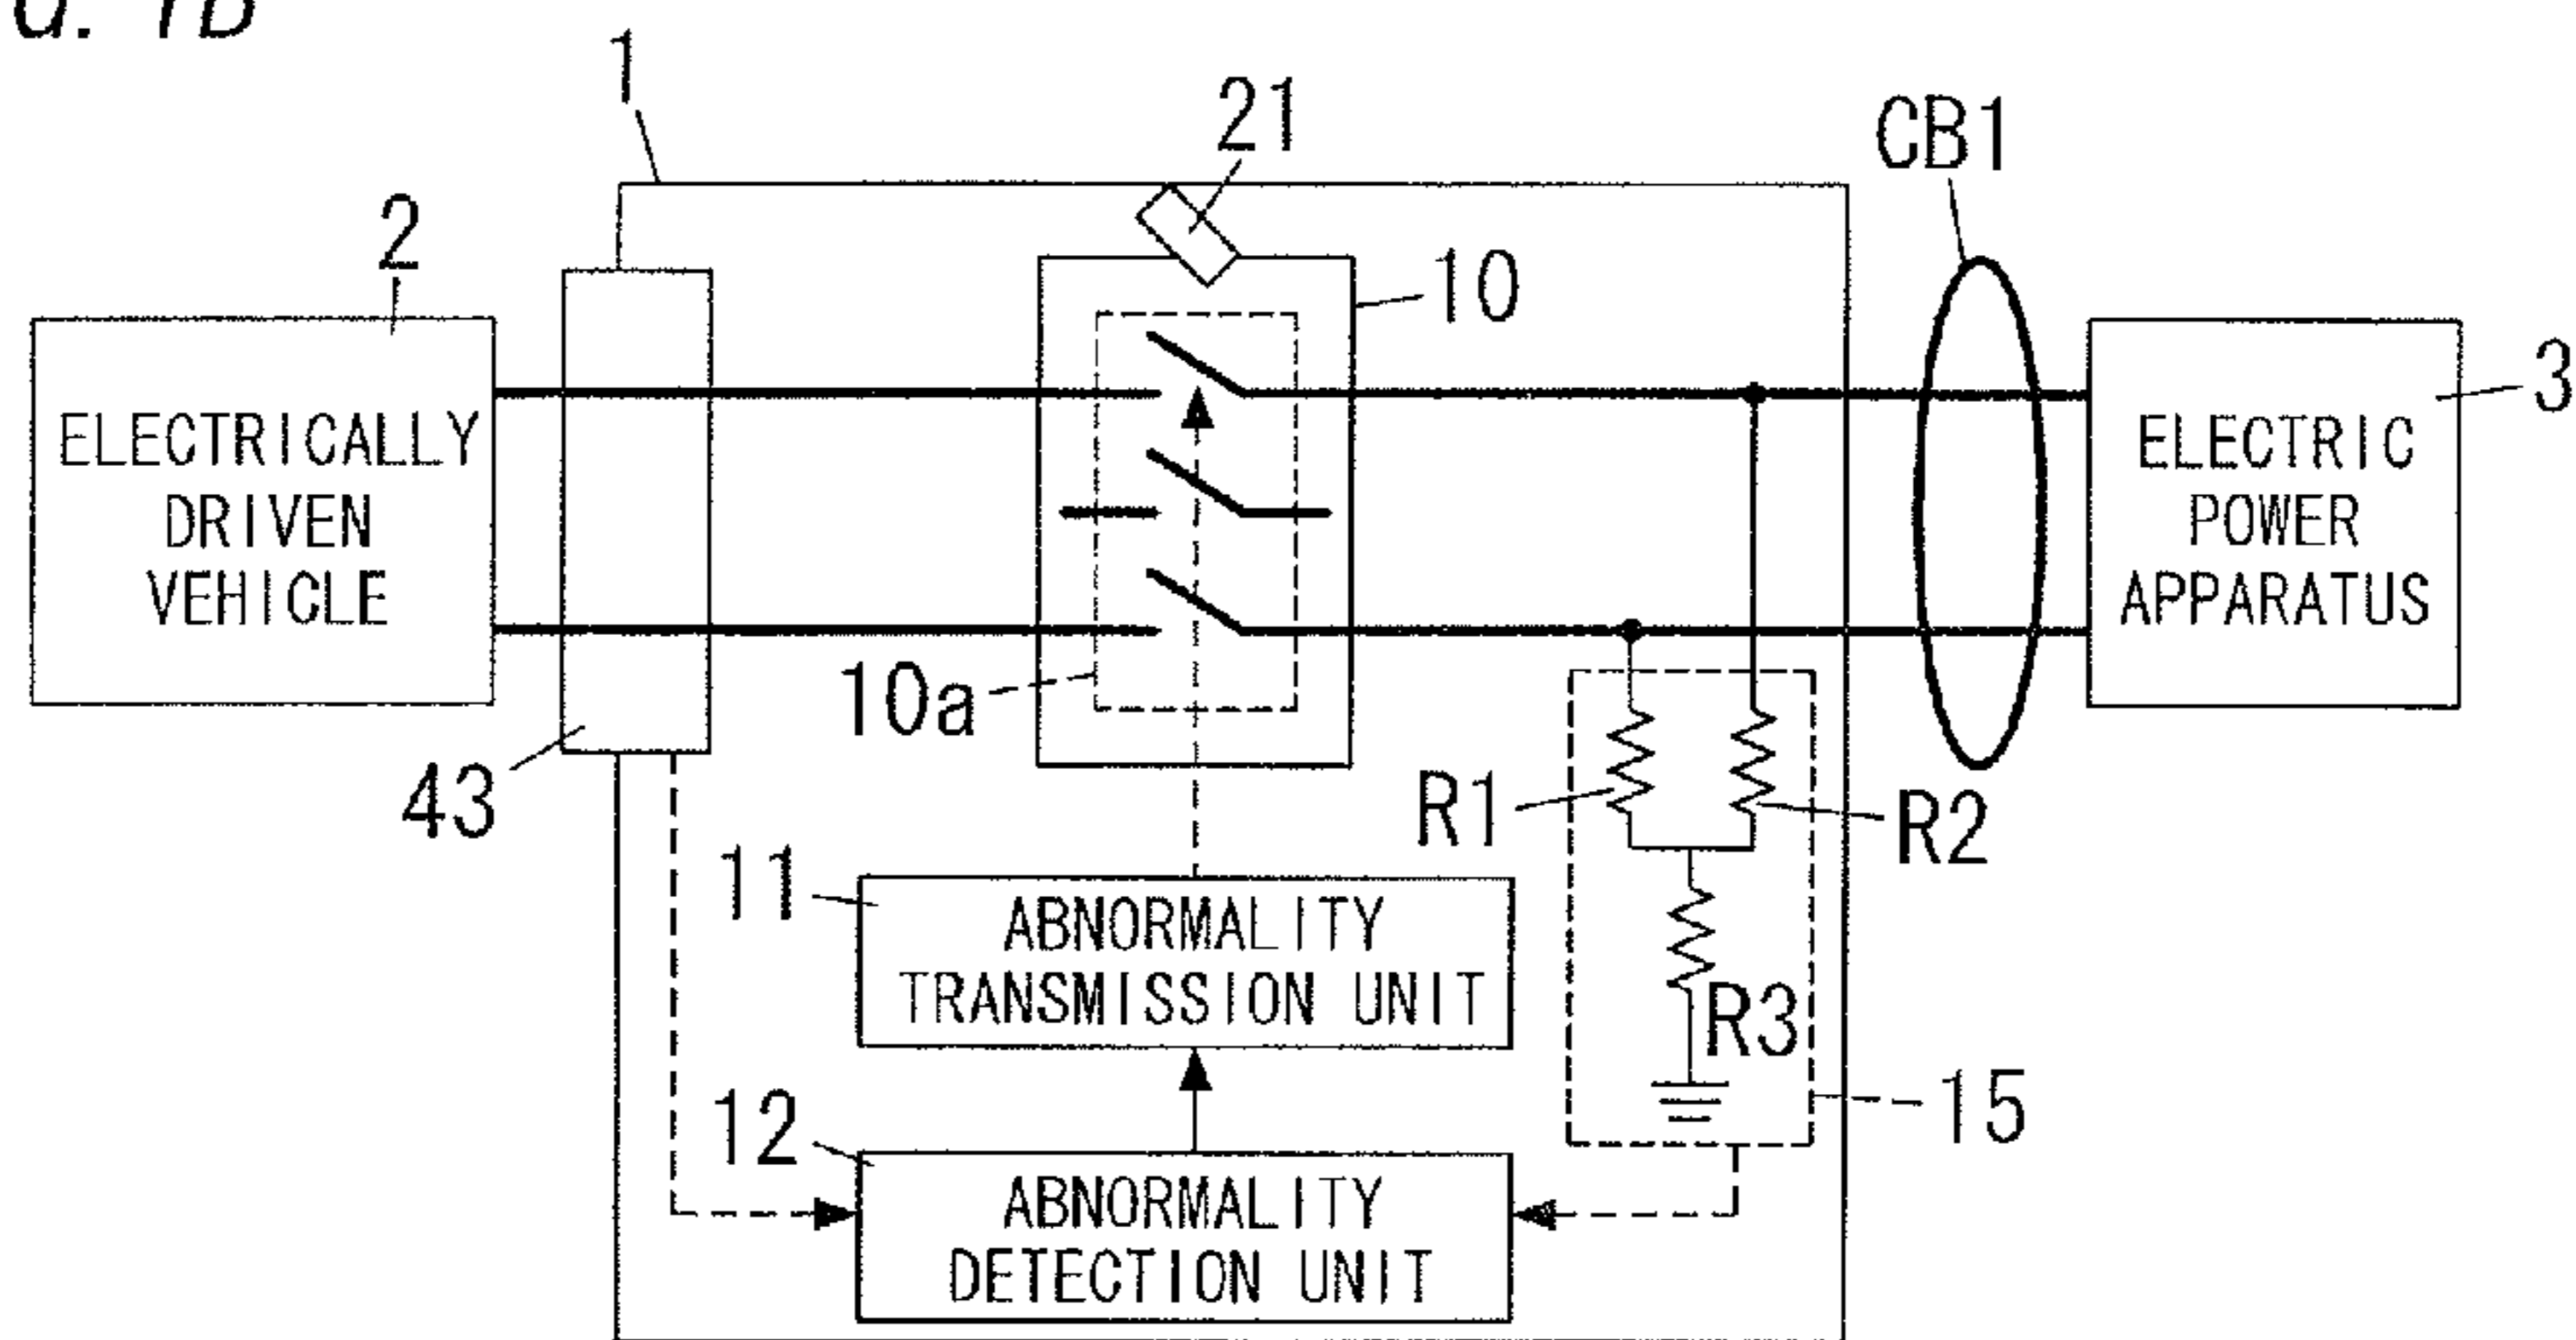 1B
1
21
CB1
2
10
3
ELECTRICALLY
DRIVEN
VEHICLE
ELECTRIC
POWER
APPARATUS
10a
43
R1
R2
11
ABNORMALITY
TRANSMISSION UNIT
R3
12
15
ABNORMALITY
DETECTION UNIT